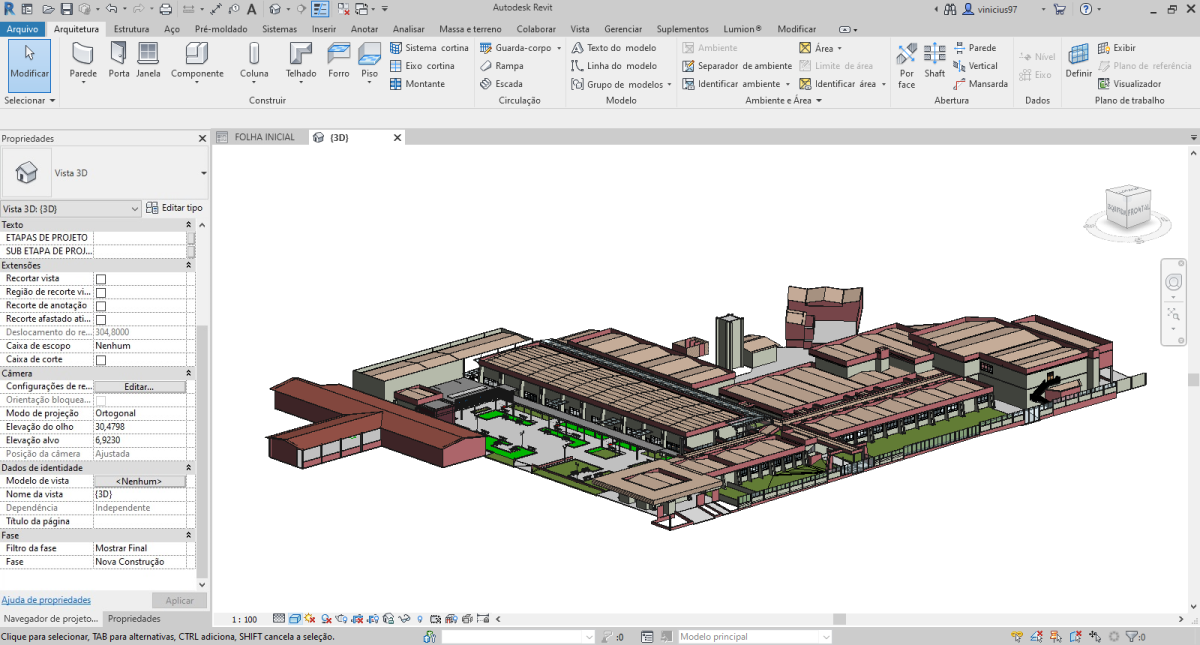 Autodesk Revit
vinicius97
Arquivo Arquitetura Estrutura Aço Pré-moldado Sistemas Inserir Anotar Analisar Massa e terreno Colaborar Vista Gerenciar Suplementos Lumion® Modificar
Modificar
Parede Porta Janela Componente Coluna Telhado Forro Piso
Sistema cortina
Eixo cortina
Montante
Guarda-corpo
Rampa
Escada
Texto do modelo
Linha do modelo
Grupo de modelos
Ambiente
Separador de ambiente
Identificar ambiente
Área
Limite de área
Identificar área
Por face
Shaft
Parede
Vertical
Mansarda
Nível
Eixo
Definir
Exibir
Plano de referência
Visualizador
Selecionar Construir Circulação Modelo Ambiente e Área Abertura Dados Plano de trabalho
Propriedades
FOLHA INICIAL {3D}
Vista 3D
Vista 3D: {3D} Editar tipo
Texto
ETAPAS DE PROJETO
SUB ETAPA DE PROJ...
Extensões
Recortar vista
Região de recorte vi...
Recorte de anotação
Recorte afastado ati...
Deslocamento do re... 304,8000
Caixa de escopo Nenhum
Caixa de corte
Câmera
Configurações de re... Editar...
Orientação bloquea...
Modo de projeção Ortogonal
Elevação do olho 30,4798
Elevação alvo 6,9230
Posição da câmera Ajustada
Dados de identidade
Modelo de vista <Nenhum>
Nome da vista {3D}
Dependência Independente
Título da página
Fase
Filtro da fase Mostrar Final
Fase Nova Construção
Ajuda de propriedades Aplicar
Navegador de projeto... Propriedades
1 : 100
Clique para selecionar, TAB para alternativas, CTRL adiciona, SHIFT cancela a seleção.
:0
Modelo principal
:0
FRONTAL